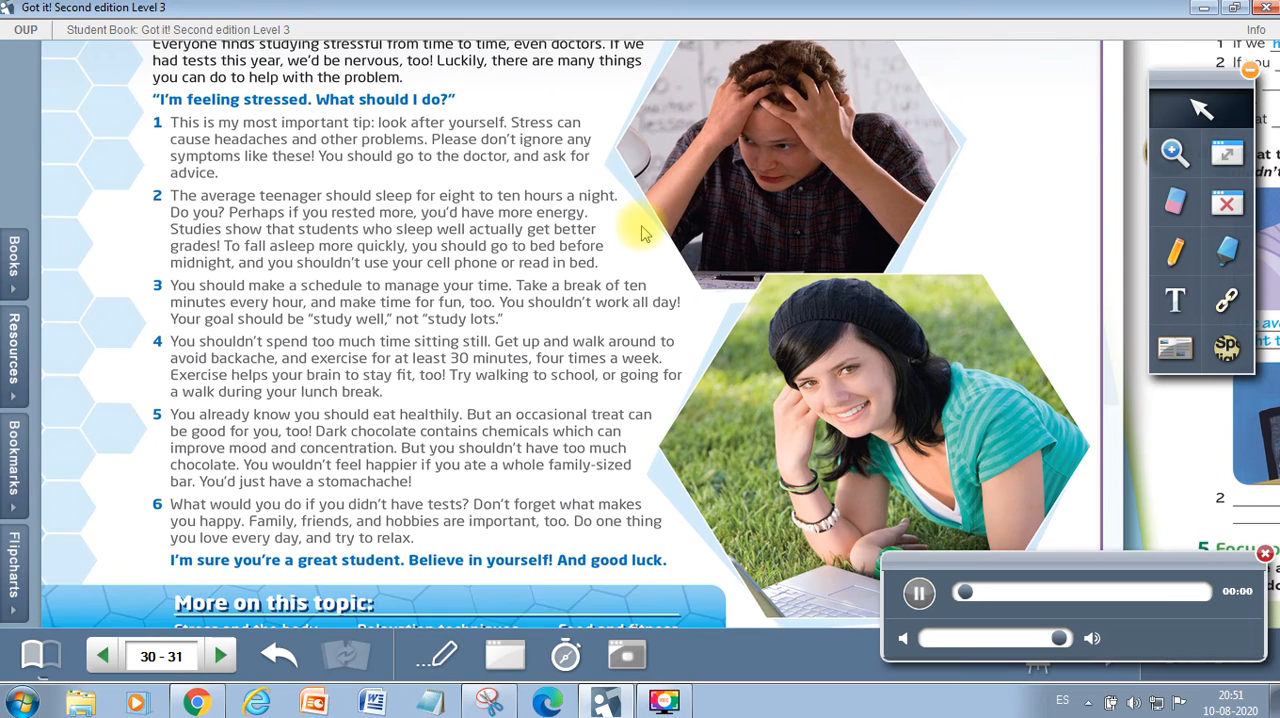 Got it! Second edition Level 3
OUP
Student Book: Got it! Second edition Level 3
Info
Everyone finds studying stressful from time to time, even doctors. If we
had tests this year, we'd be nervous, too! Luckily, there are many things
you can do to help with the problem.
"I'm feeling stressed. What should I do?"
1 This is my most important tip: look after yourself. Stress can
cause headaches and other problems. Please don't ignore any
symptoms like these! You should go to the doctor, and ask for
advice.
2 The average teenager should sleep for eight to ten hours a night.
Do you? Perhaps if you rested more, you'd have more energy.
Studies show that students who sleep well actually get better
grades! To fall asleep more quickly, you should go to bed before
midnight, and you shouldn't use your cell phone or read in bed.
3 You should make a schedule to manage your time. Take a break of ten
minutes every hour, and make time for fun, too. You shouldn't work all day!
Your goal should be "study well," not "study lots."
4 You shouldn't spend too much time sitting still. Get up and walk around to
avoid backache, and exercise for at least 30 minutes, four times a week.
Exercise helps your brain to stay fit, too! Try walking to school, or going for
a walk during your lunch break.
5 You already know you should eat healthily. But an occasional treat can
be good for you, too! Dark chocolate contains chemicals which can
improve mood and concentration. But you shouldn't have too much
chocolate. You wouldn't feel happier if you ate a whole family-sized
bar. You'd just have a stomachache!
6 What would you do if you didn't have tests? Don't forget what makes
you happy. Family, friends, and hobbies are important, too. Do one thing
you love every day, and try to relax.
I'm sure you're a great student. Believe in yourself! And good luck.
More on this topic:
Stress and the body Relaxation techniques Food and fitness
1 If we
2 If you
2
5
Books
Resources
Bookmarks
Flipcharts
T
00:00
30 - 31
ES
20:51
10-08-2020